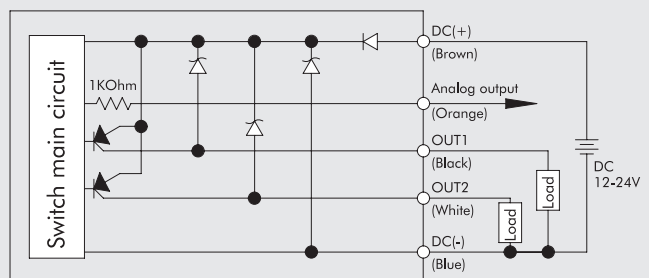 Switch main circuit
1KOhm
DC(+)
(Brown)
Analog output
(Orange)
OUT1
(Black)
OUT2
(White)
DC(-)
(Blue)
Load
Load
DC
12-24V